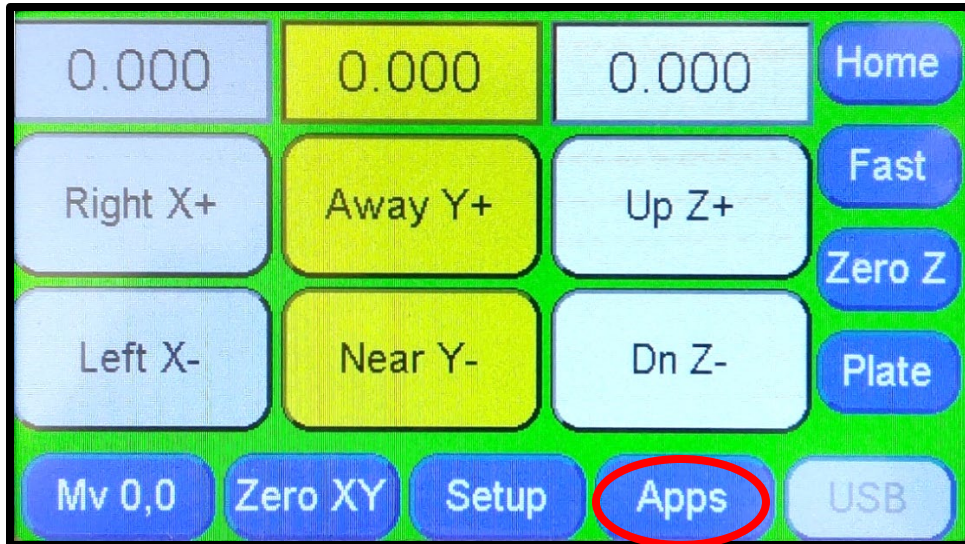 0.000 0.000 0.000 Home
Right X+ Away Y+ Up Z+ Fast
Zero Z
Left X- Near Y- Dn Z- Plate
Mv 0,0 Zero XY Setup Apps USB